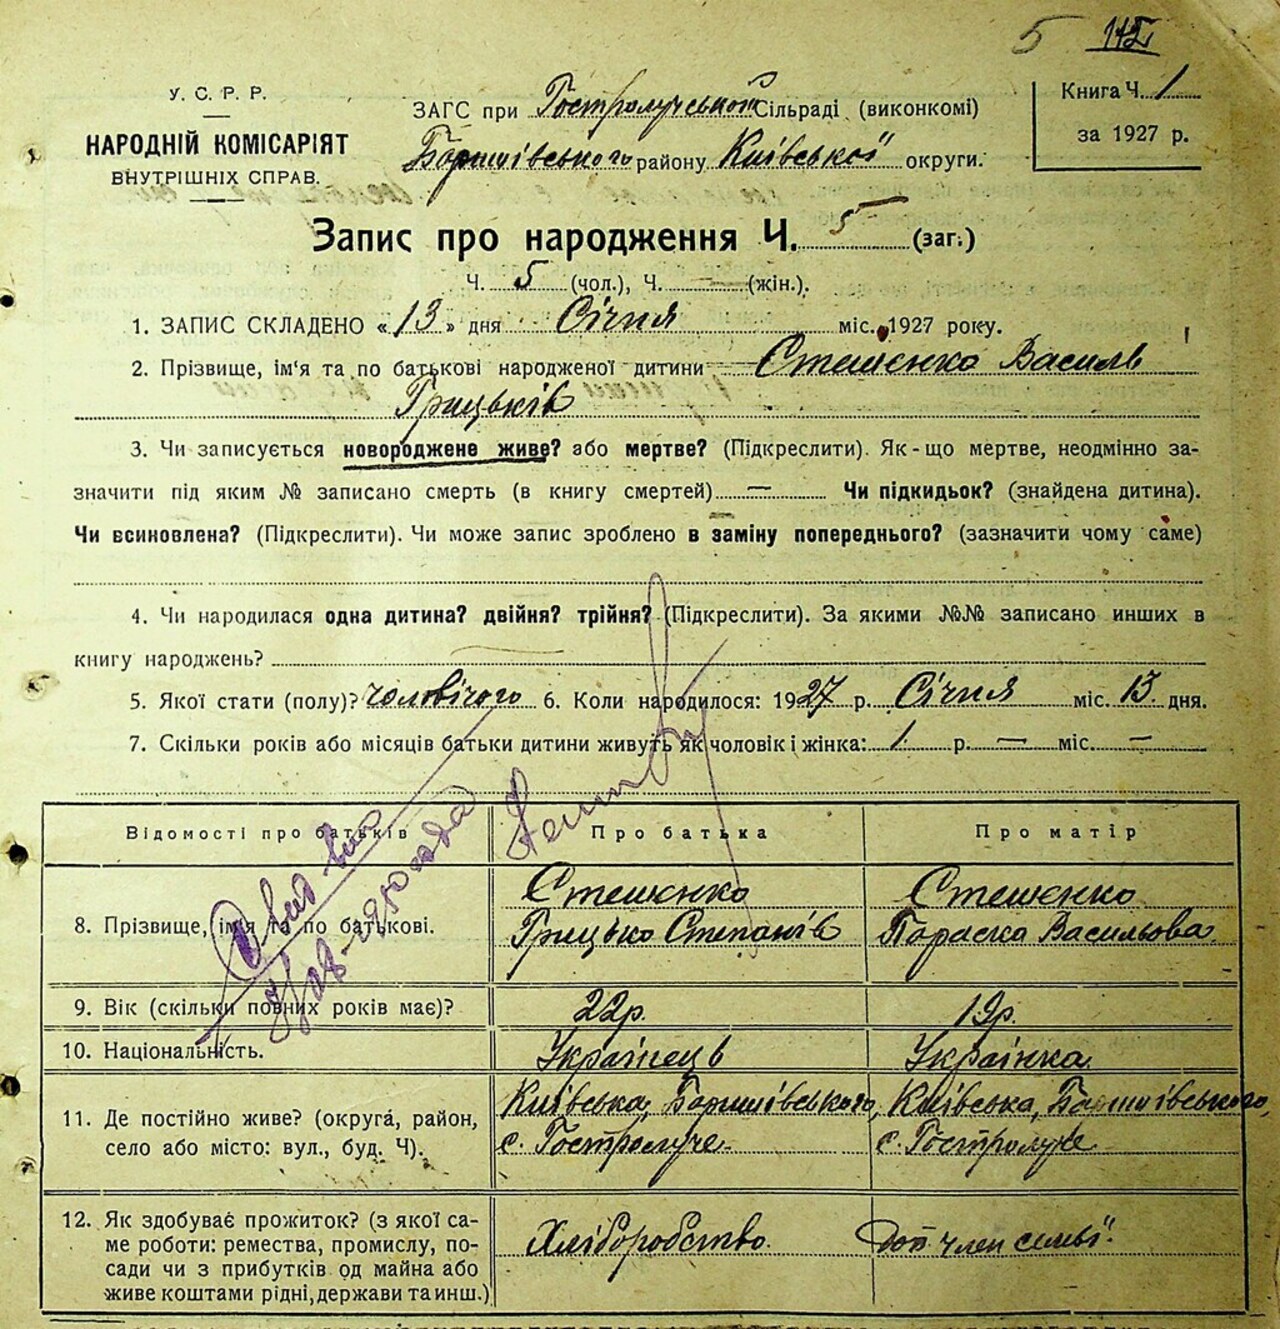 5 112
У. С. Р. Р.
НАРОДНІЙ КОМІСАРІЯТ
ВНУТРІШНІХ СПРАВ.
ЗАГС при Гостролучській Сільраді (виконкомі)
Баришівського району Київської округи.
Книга Ч. 1
за 1927 р.
Запис про народження Ч. 5 (заг.)
Ч. 5 (чол.), Ч. — (жін.).
1. ЗАПИС СКЛАДЕНО «13» дня Січня міс. 1927 року.
2. Прізвище, ім'я та по батькові народженої дитини Стешенко Василь
Грицьків
3. Чи записується новороджене живе? або мертве? (Підкреслити). Як-що мертве, неодмінно за-
значити під яким № записано смерть (в книгу смертей) — Чи підкидьок? (знайдена дитина).
Чи всиновлена? (Підкреслити). Чи може запис зроблено в заміну попереднього? (зазначити чому саме)
4. Чи народилася одна дитина? двійня? трійня? (Підкреслити). За якими №№ записано инших в
книгу народжень?
5. Якої стати (полу)? чоловічого 6. Коли народилося: 1927 р. Січня міс. 13 дня.
7. Скільки років або місяців батьки дитини живуть як чоловік і жінка: 1 р. — міс. —
Відомості про батьків Про батька Про матір
8. Прізвище, ім'я та по батькові.
Стешенко
Грицько Степанів
Стешенко
Параска Васильова
9. Вік (скільки повних років має)? 22р. 19р.
10. Національність. Українець Українка
11. Де постійно живе? (округа, район,
село або місто: вул., буд. Ч).
Київська, Баришівського,
с. Гостролуче
Київська, Баришівського,
с. Гостролуче
12. Як здобуває прожиток? (з якої са-
ме роботи: ремества, промислу, по-
сади чи з прибутків од майна або
живе коштами рідні, держави та инш.)
Хліборобство.
доп член семьї